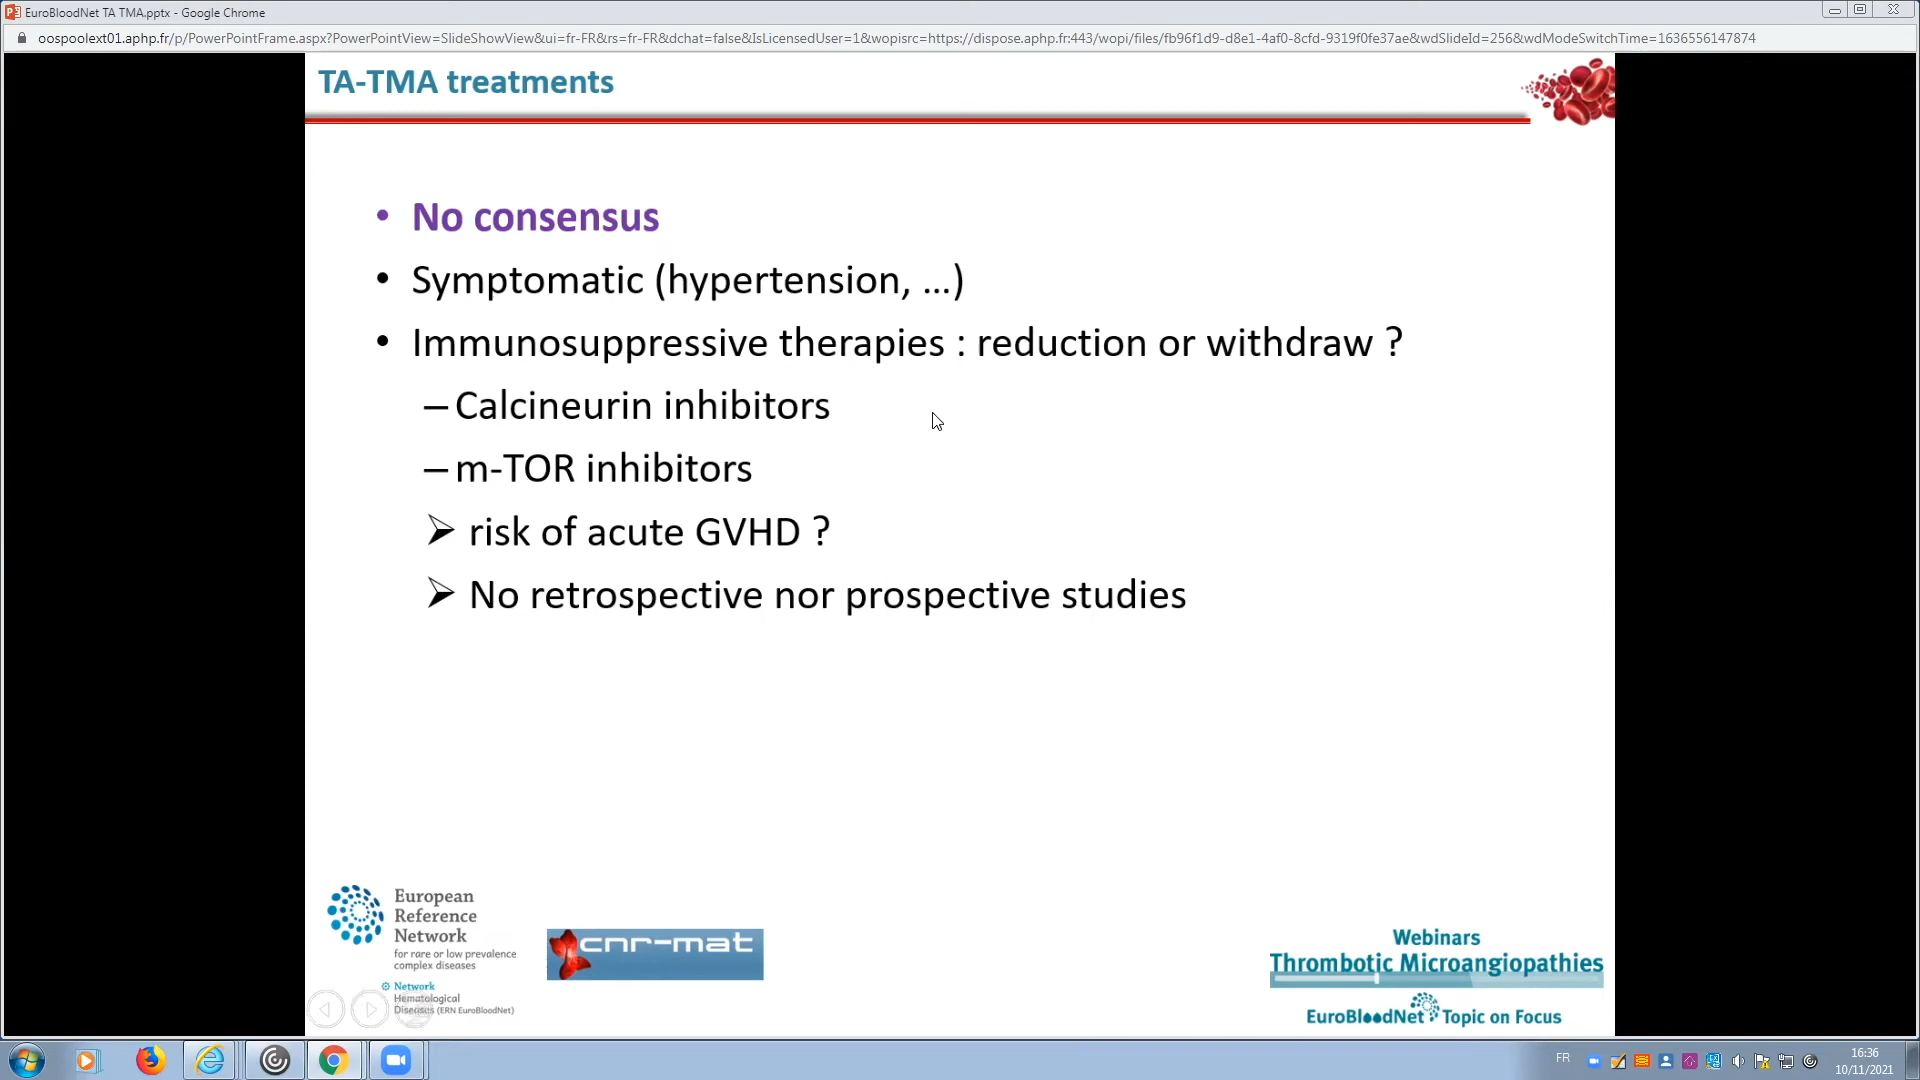 EuroBloodNet TA TMA.pptx - Google Chrome
oospoolext01.aphp.fr/p/PowerPointFrame.aspx?PowerPointView=SlideShowView&ui=fr-FR&rs=fr-FR&dchat=false&IsLicensedUser=1&wopisrc=https://dispose.aphp.fr:443/wopi/files/fb96f1d9-d8e1-4af0-8cfd-9319f0fe37ae&wdSlideId=256&wdModeSwitchTime=1636556147874
TA-TMA treatments
• No consensus
• Symptomatic (hypertension, ...)
• Immunosuppressive therapies : reduction or withdraw ?
– Calcineurin inhibitors
– m-TOR inhibitors
➢ risk of acute GVHD ?
➢ No retrospective nor prospective studies
European
Reference
Network
for rare or low prevalence
complex diseases
Network
Hematological
Diseases (ERN EuroBloodNet)
cnr-mat
Webinars
Thrombotic Microangiopathies
EuroBloodNet Topic on Focus
FR
16:36
10/11/2021